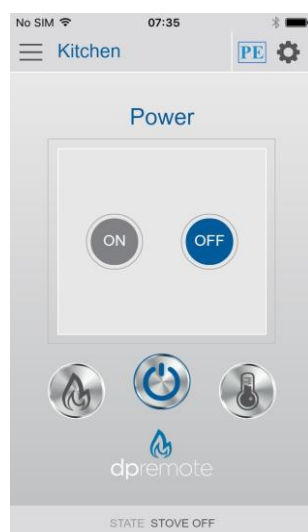 No SIM 07:35
Kitchen PE
Power
ON OFF
dpremote
STATE STOVE OFF